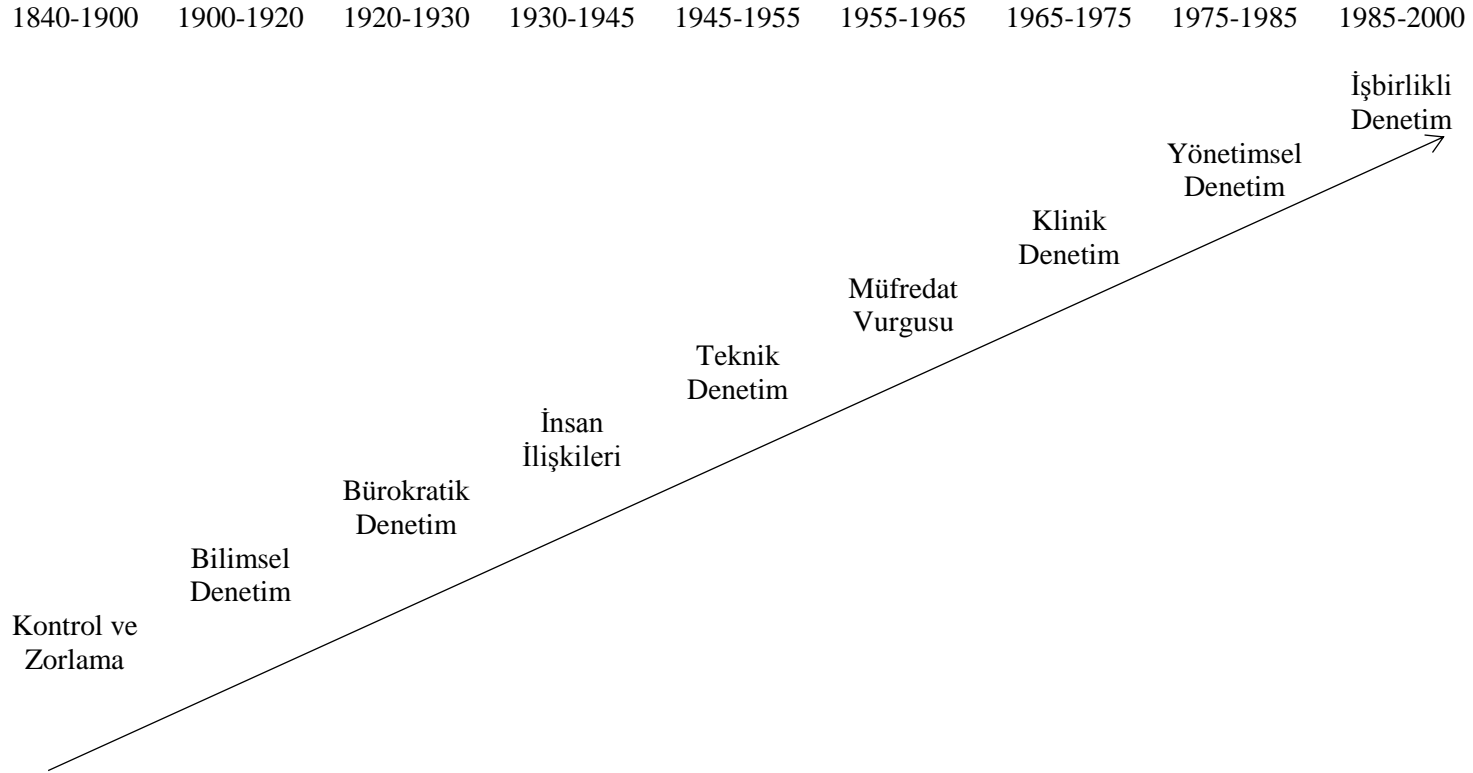 1840-1900 1900-1920 1920-1930 1930-1945 1945-1955 1955-1965 1965-1975 1975-1985 1985-2000
İşbirlikli
Denetim
Yönetimsel
Denetim
Klinik
Denetim
Müfredat
Vurgusu
Teknik
Denetim
İnsan
İlişkileri
Bürokratik
Denetim
Bilimsel
Denetim
Kontrol ve
Zorlama